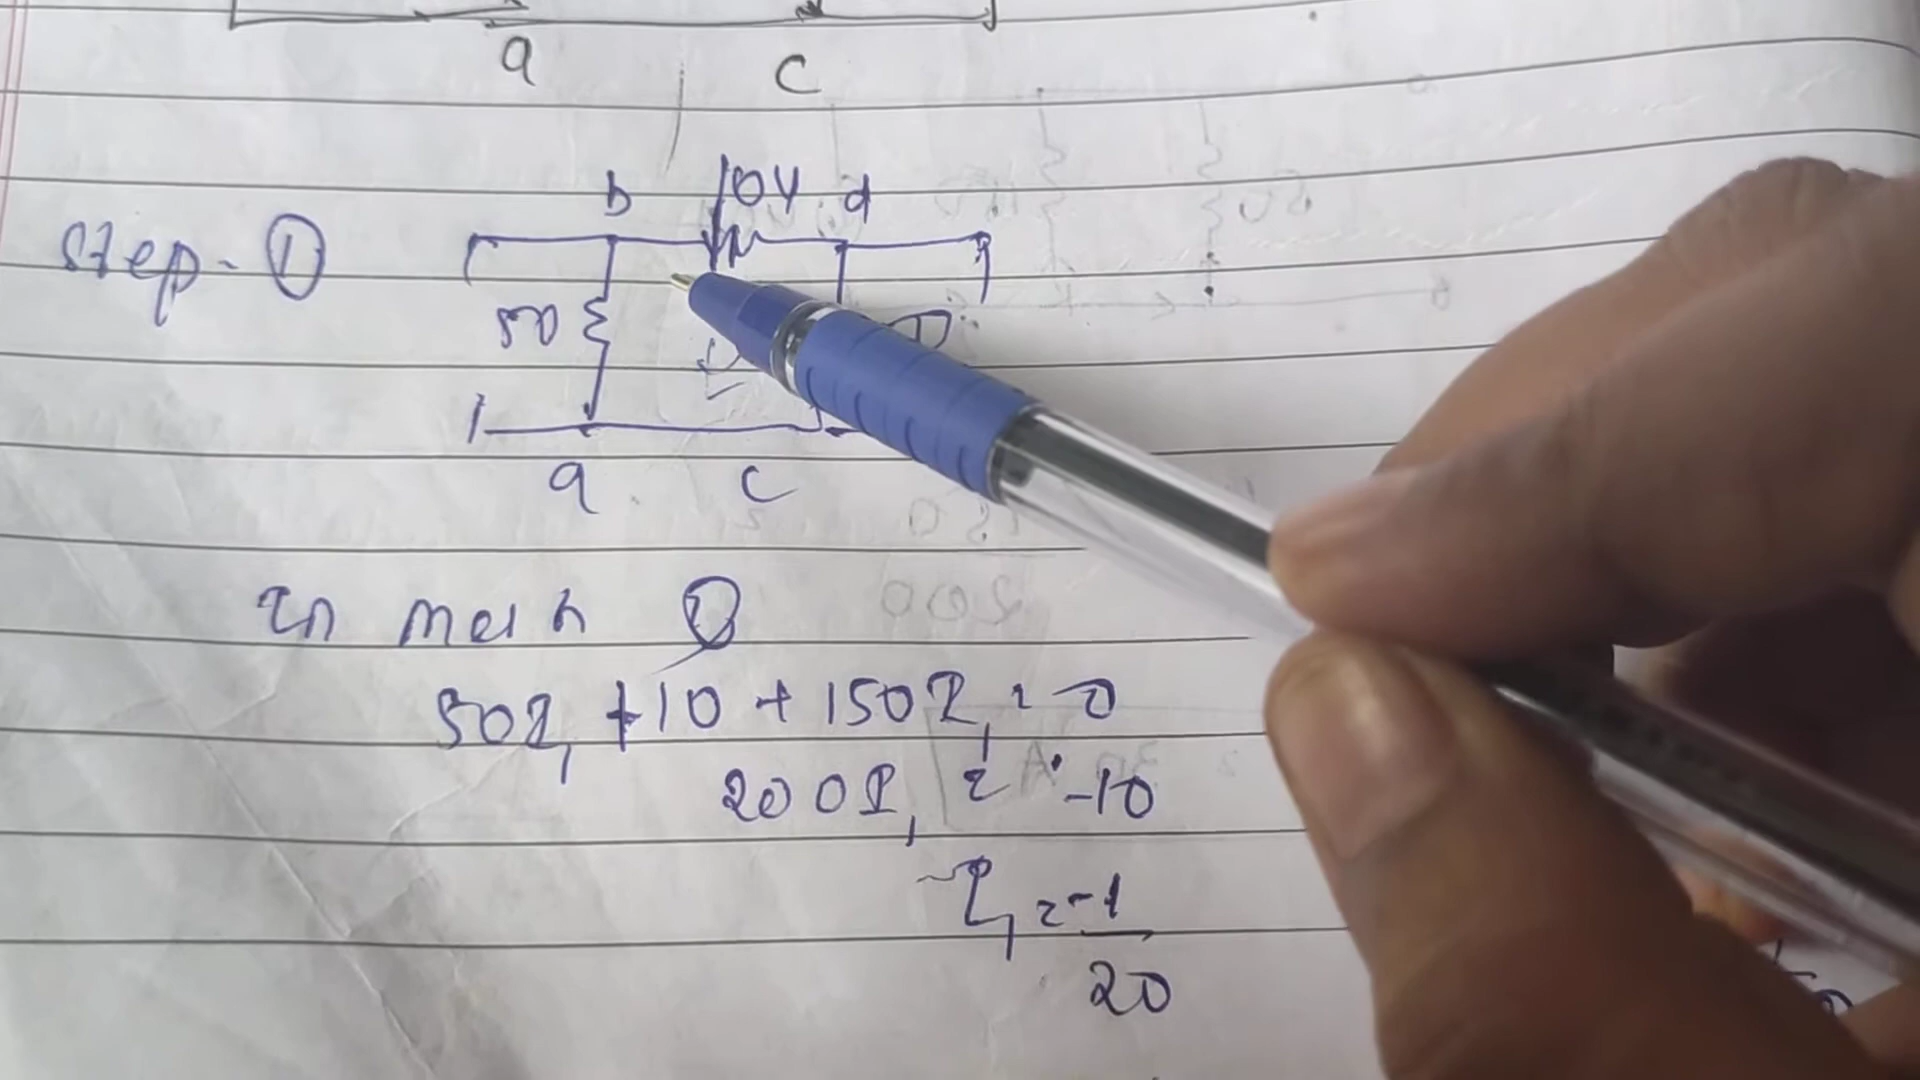 a c
b 10V d
Step-①
50
a c
In mesh ①
50I₁ + 10 + 150I₁ = 0
200I₁ = -10
I₁ = -1
20